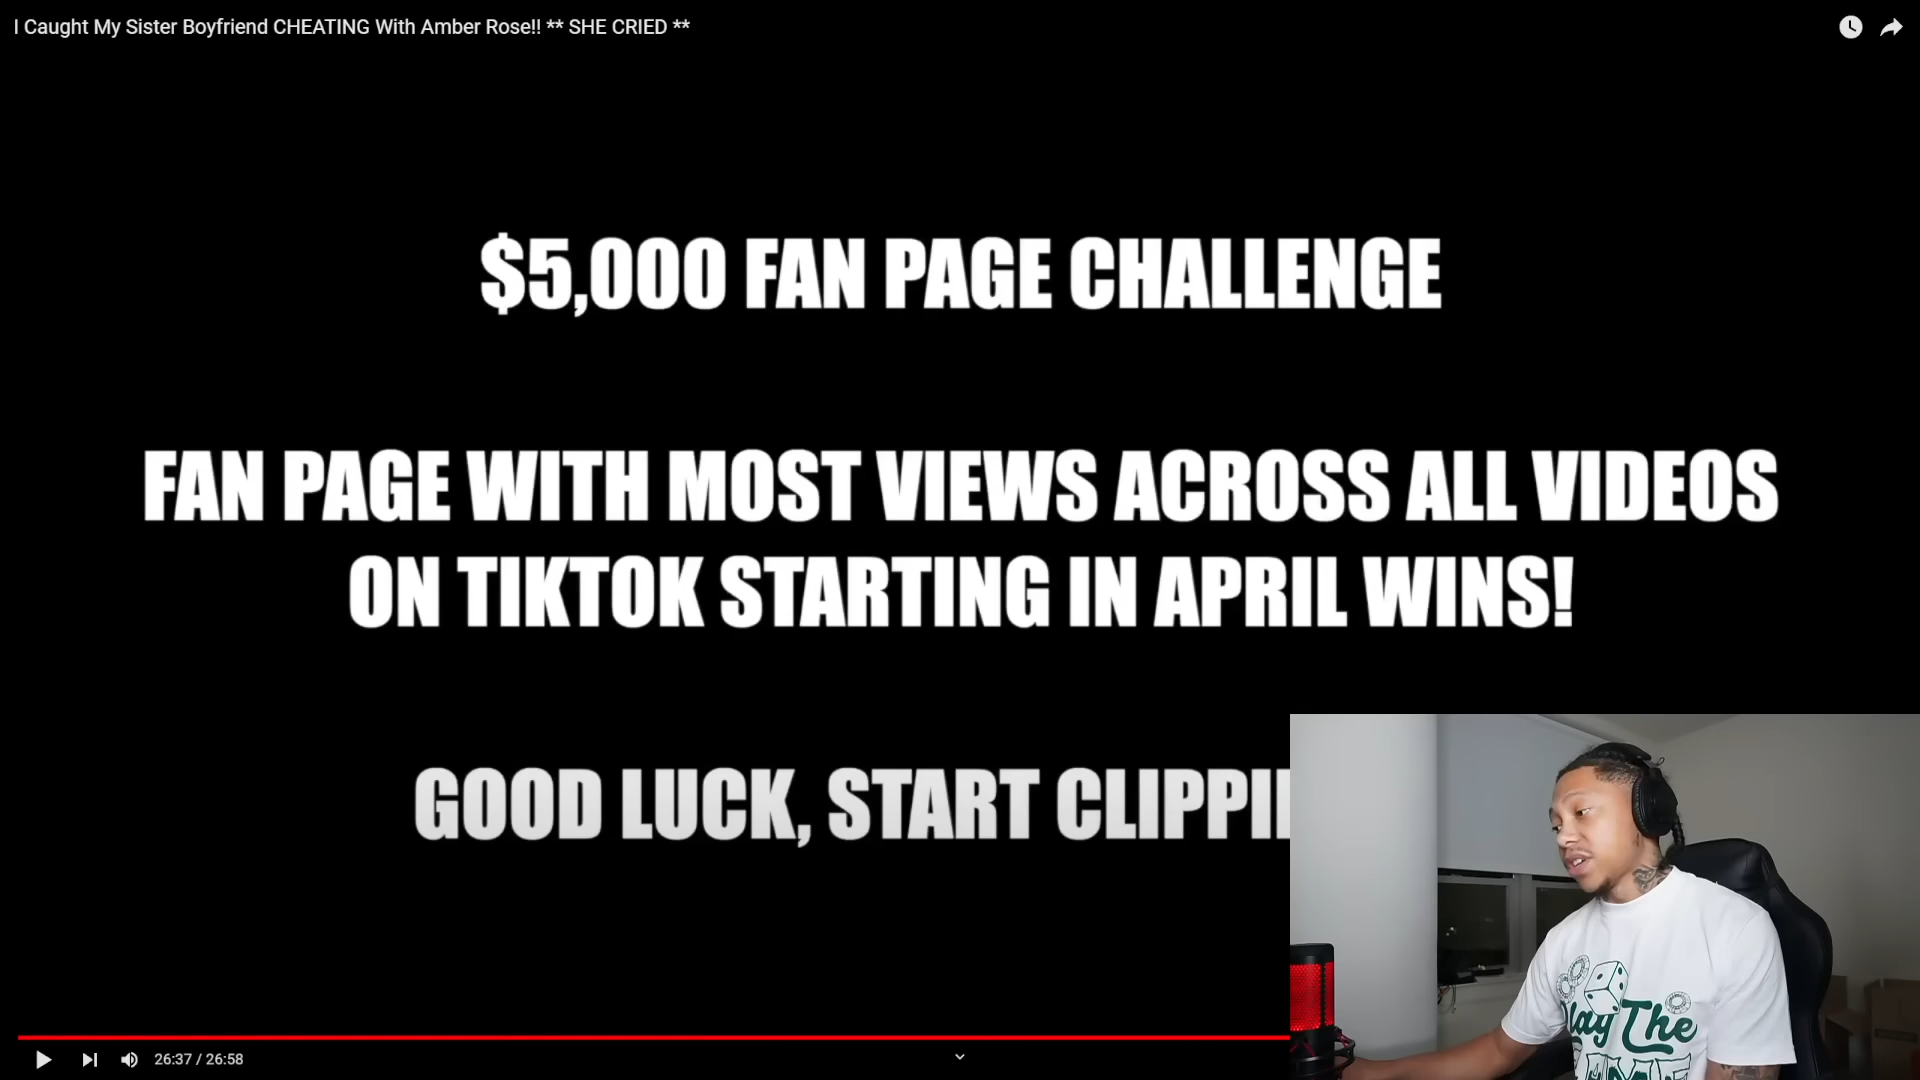 I Caught My Sister Boyfriend CHEATING With Amber Rose!! ** SHE CRIED **
$5,000 FAN PAGE CHALLENGE
FAN PAGE WITH MOST VIEWS ACROSS ALL VIDEOS
ON TIKTOK STARTING IN APRIL WINS!
GOOD LUCK, START
The
26:37 / 26:58